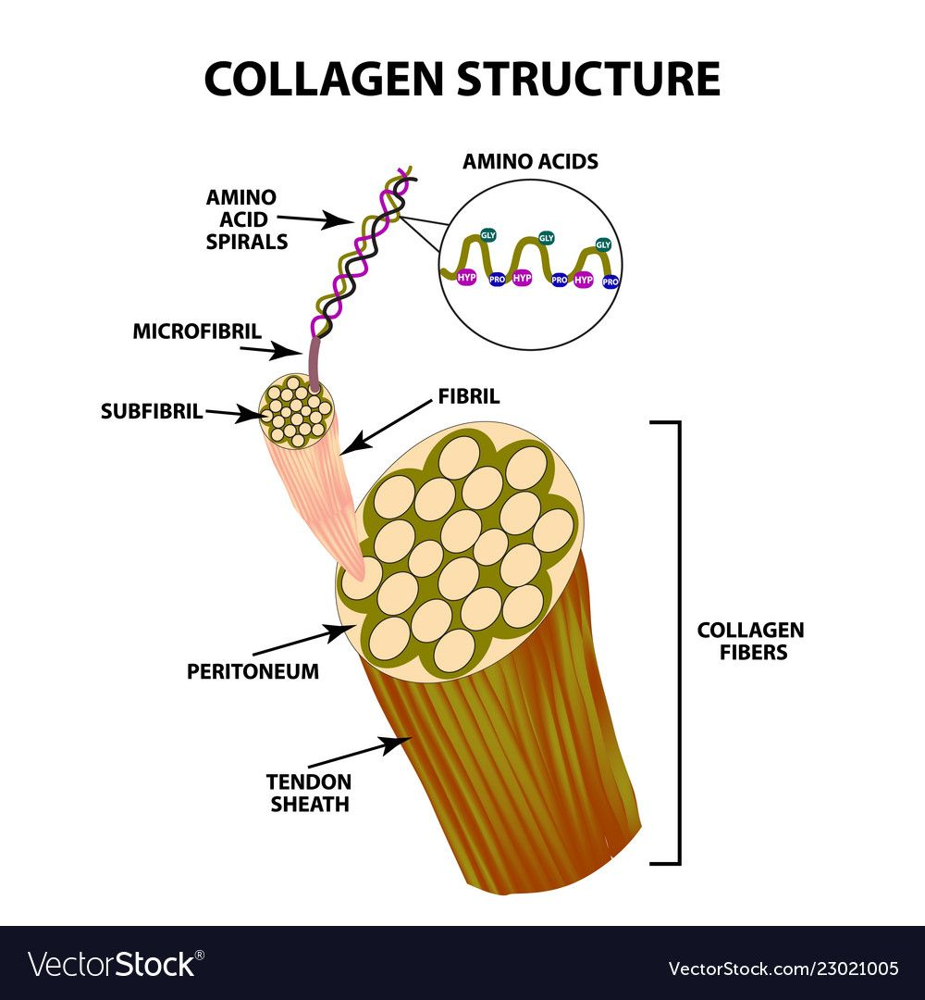 COLLAGEN STRUCTURE
AMINO ACIDS
AMINO
ACID
SPIRALS
GLY GLY GLY
HYP PRO HYP PRO HYP PRO
MICROFIBRIL
SUBFIBRIL
FIBRIL
COLLAGEN
FIBERS
PERITONEUM
TENDON
SHEATH
VectorStock®
VectorStock.com/23021005